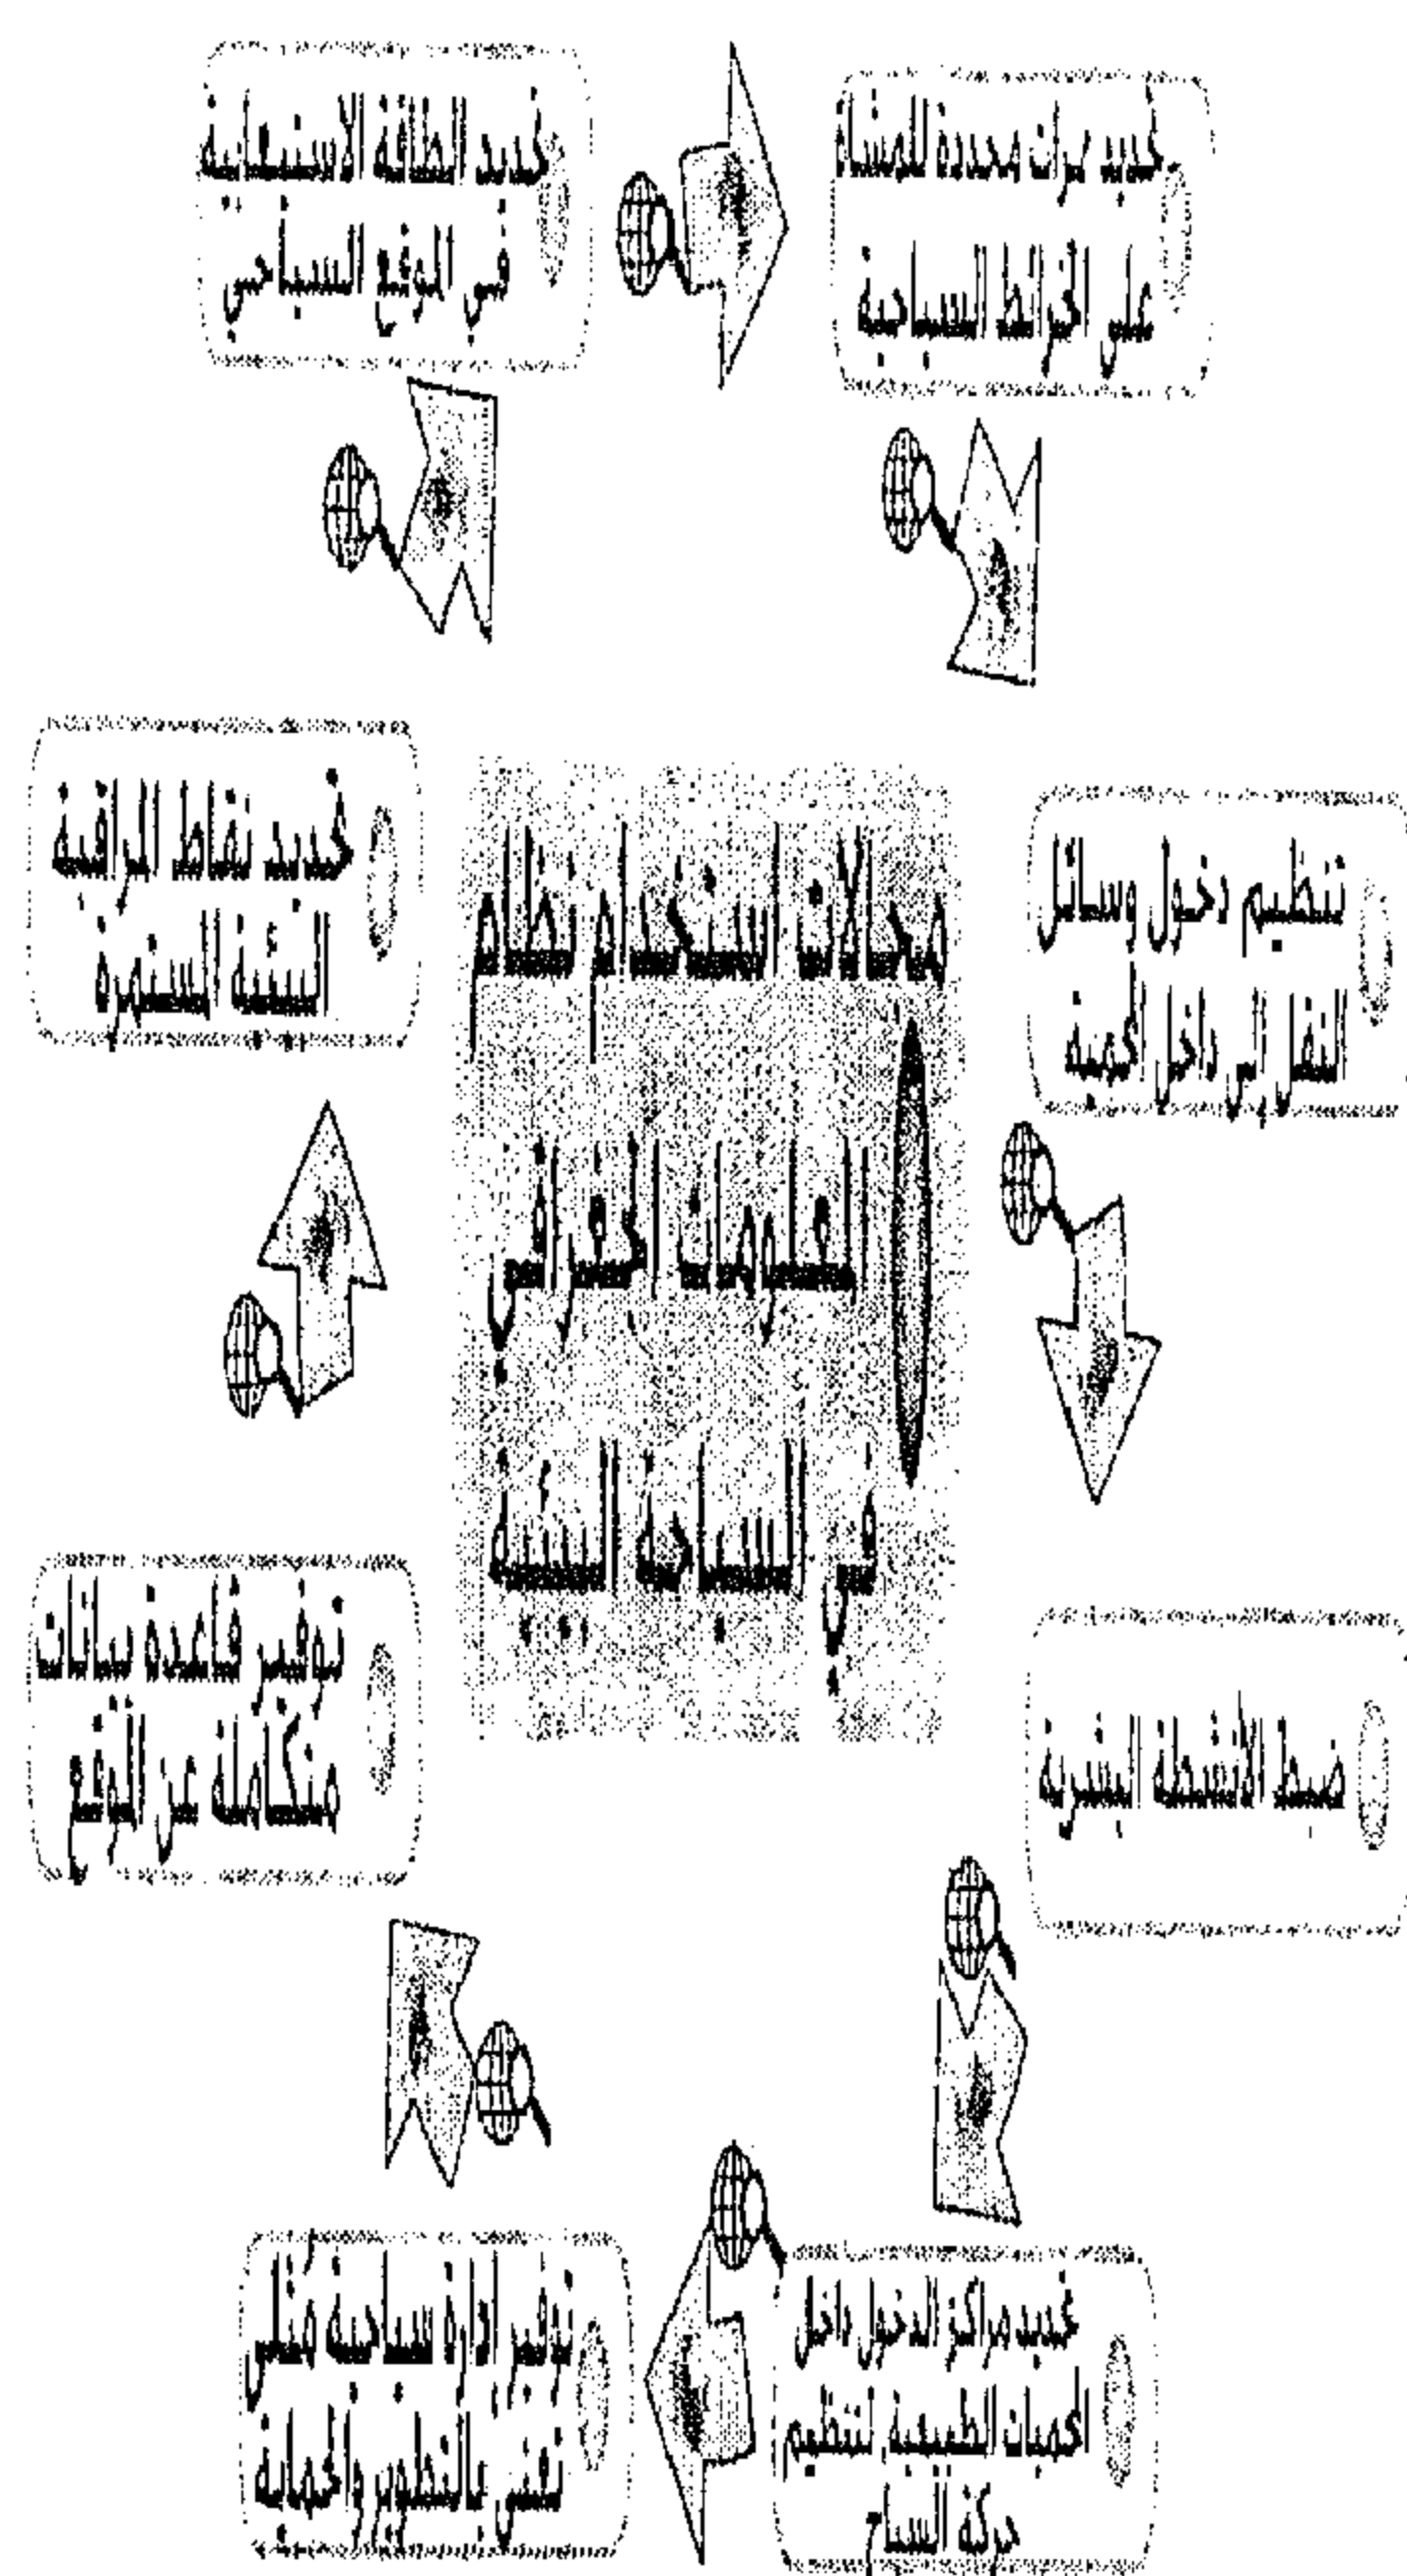 تحديد الطاقة الاستيعابية
في الموقع السياحي
تحديد ممرات محددة للمشاة
على الخرائط السياحية
تنظيم دخول وسائل
النقل إلى داخل المحمية
ضبط الأنشطة البشرية
تحديد مراكز الدخول داخل
المحميات الطبيعية لتنظيم
حركة السياح
توفير إدارة سياحية مثلى
تعتني بالتطوير والحماية
توفير قاعدة بيانات
متكاملة عن الموقع
تحديد نقاط المراقبة
البيئية المستمرة
مجالات استخدام نظام
المعلومات الجغرافي
في السياحة البيئية